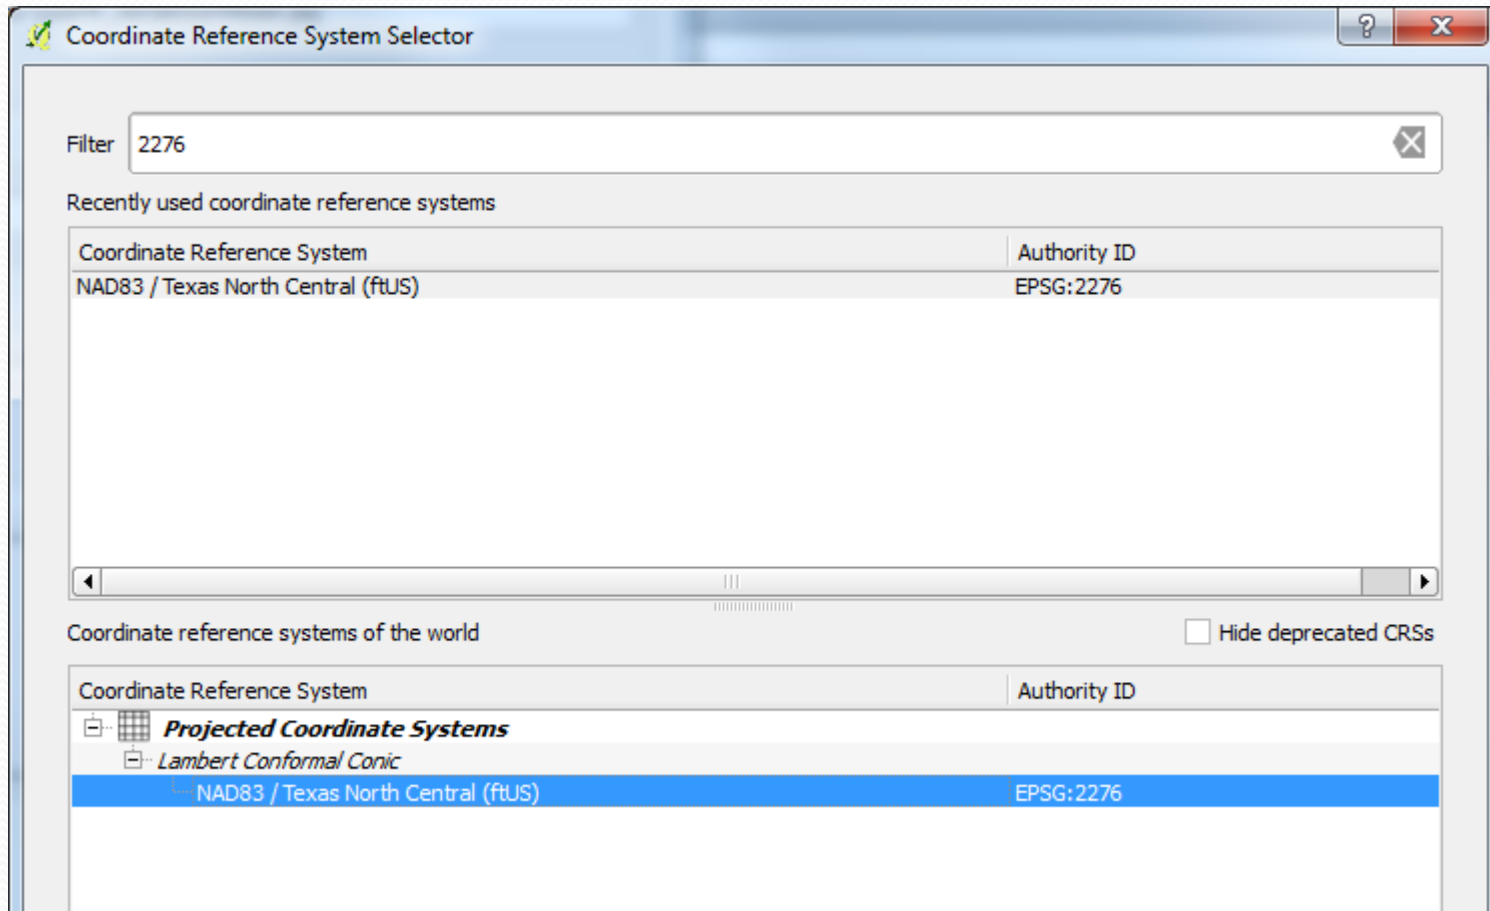 Coordinate Reference System Selector
Filter 2276
Recently used coordinate reference systems
Coordinate Reference System Authority ID
NAD83 / Texas North Central (ftUS) EPSG:2276
Coordinate reference systems of the world Hide deprecated CRSs
Coordinate Reference System Authority ID
Projected Coordinate Systems
Lambert Conformal Conic
NAD83 / Texas North Central (ftUS) EPSG:2276